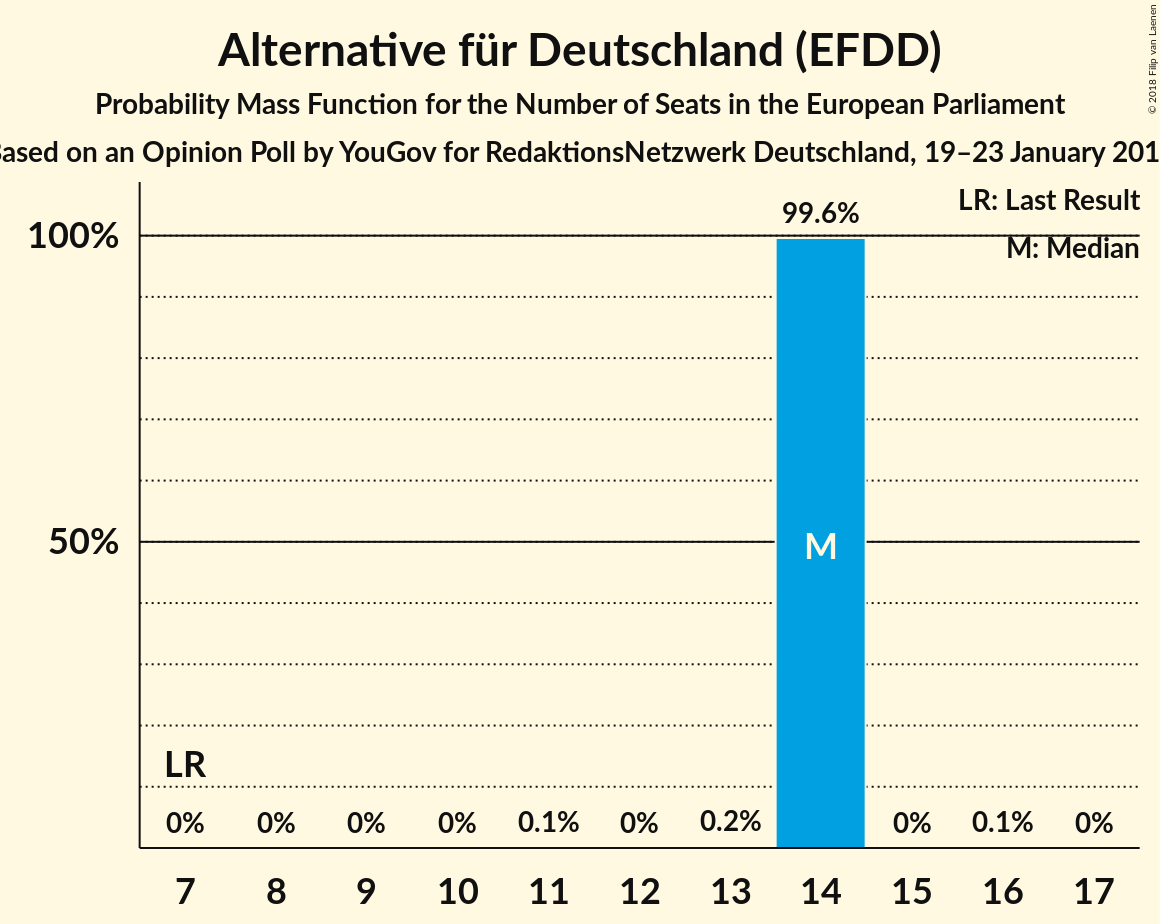 Alternative für Deutschland (EFDD)
Probability Mass Function for the Number of Seats in the European Parliament
Based on an Opinion Poll by YouGov for RedaktionsNetzwerk Deutschland, 19–23 January 201
© 2018 Filip van Laenen
LR: Last Result
M: Median
99.6%
100%
50%
M
LR
0% 0% 0% 0% 0.1% 0% 0.2% 0% 0.1% 0%
7 8 9 10 11 12 13 14 15 16 17